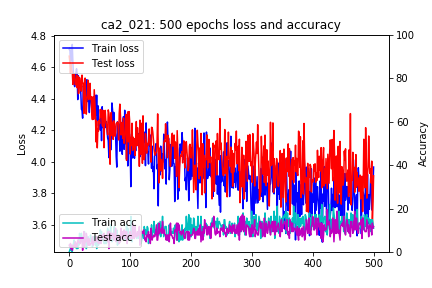 ca2_021: 500 epochs loss and accuracy
4.8
4.6
4.4
4.2
4.0
3.8
3.6
Loss
Train loss
Test loss
Train acc
Test acc
0
100
200
300
400
500
100
80
60
40
20
0
Accuracy